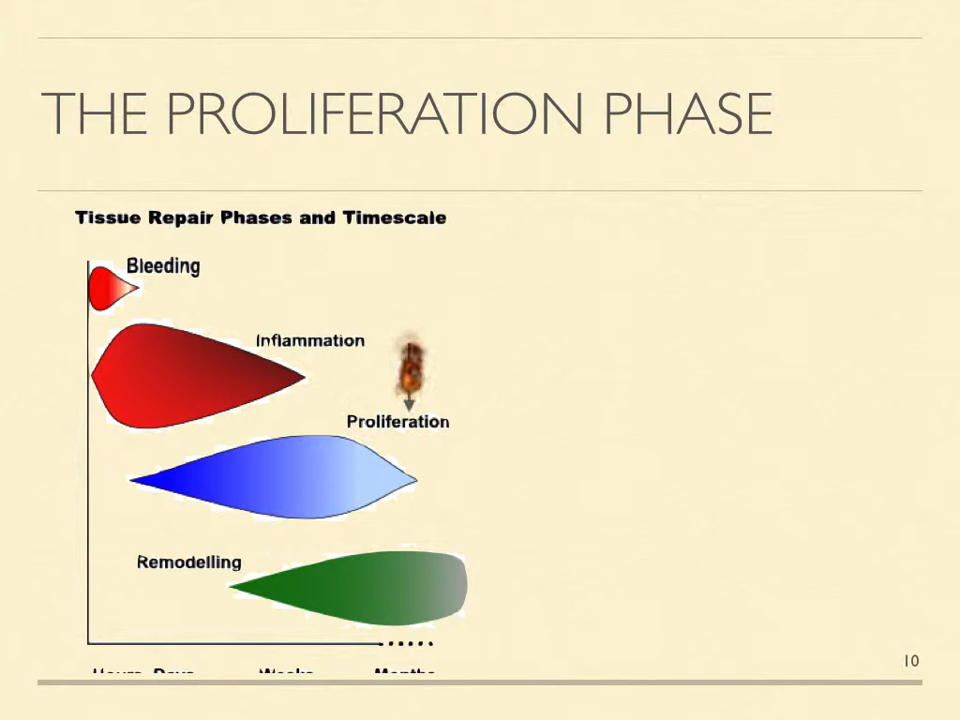 THE PROLIFERATION PHASE
Tissue Repair Phases and Timescale
Bleeding
Inflammation
Proliferation
Remodelling
Hours Days Weeks Months
10